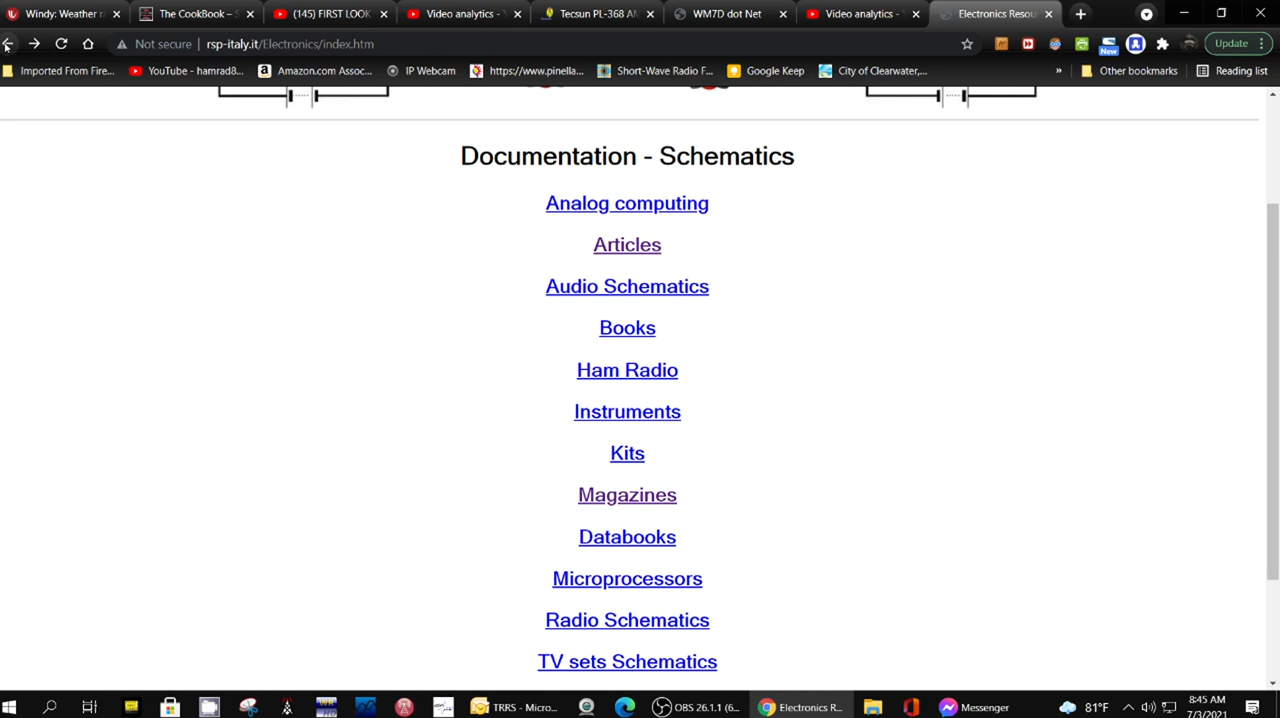 Windy: Weather r
The CookBook – S
(145) FIRST LOOK
Video analytics - Y
Tecsun PL-368 AM
WM7D dot Net
Video analytics - Y
Electronics Resou
Not secure rsp-italy.it/Electronics/index.htm
New
Update
Imported From Fire...
YouTube - hamrad8...
Amazon.com Assoc...
IP Webcam
https://www.pinella...
Short-Wave Radio F...
Google Keep
City of Clearwater,...
»
Other bookmarks
Reading list
Documentation - Schematics
Analog computing
Articles
Audio Schematics
Books
Ham Radio
Instruments
Kits
Magazines
Databooks
Microprocessors
Radio Schematics
TV sets Schematics
TRRS - Micro...
OBS 26.1.1 (6...
Electronics R...
Messenger
81°F
8:45 AM
7/3/2021